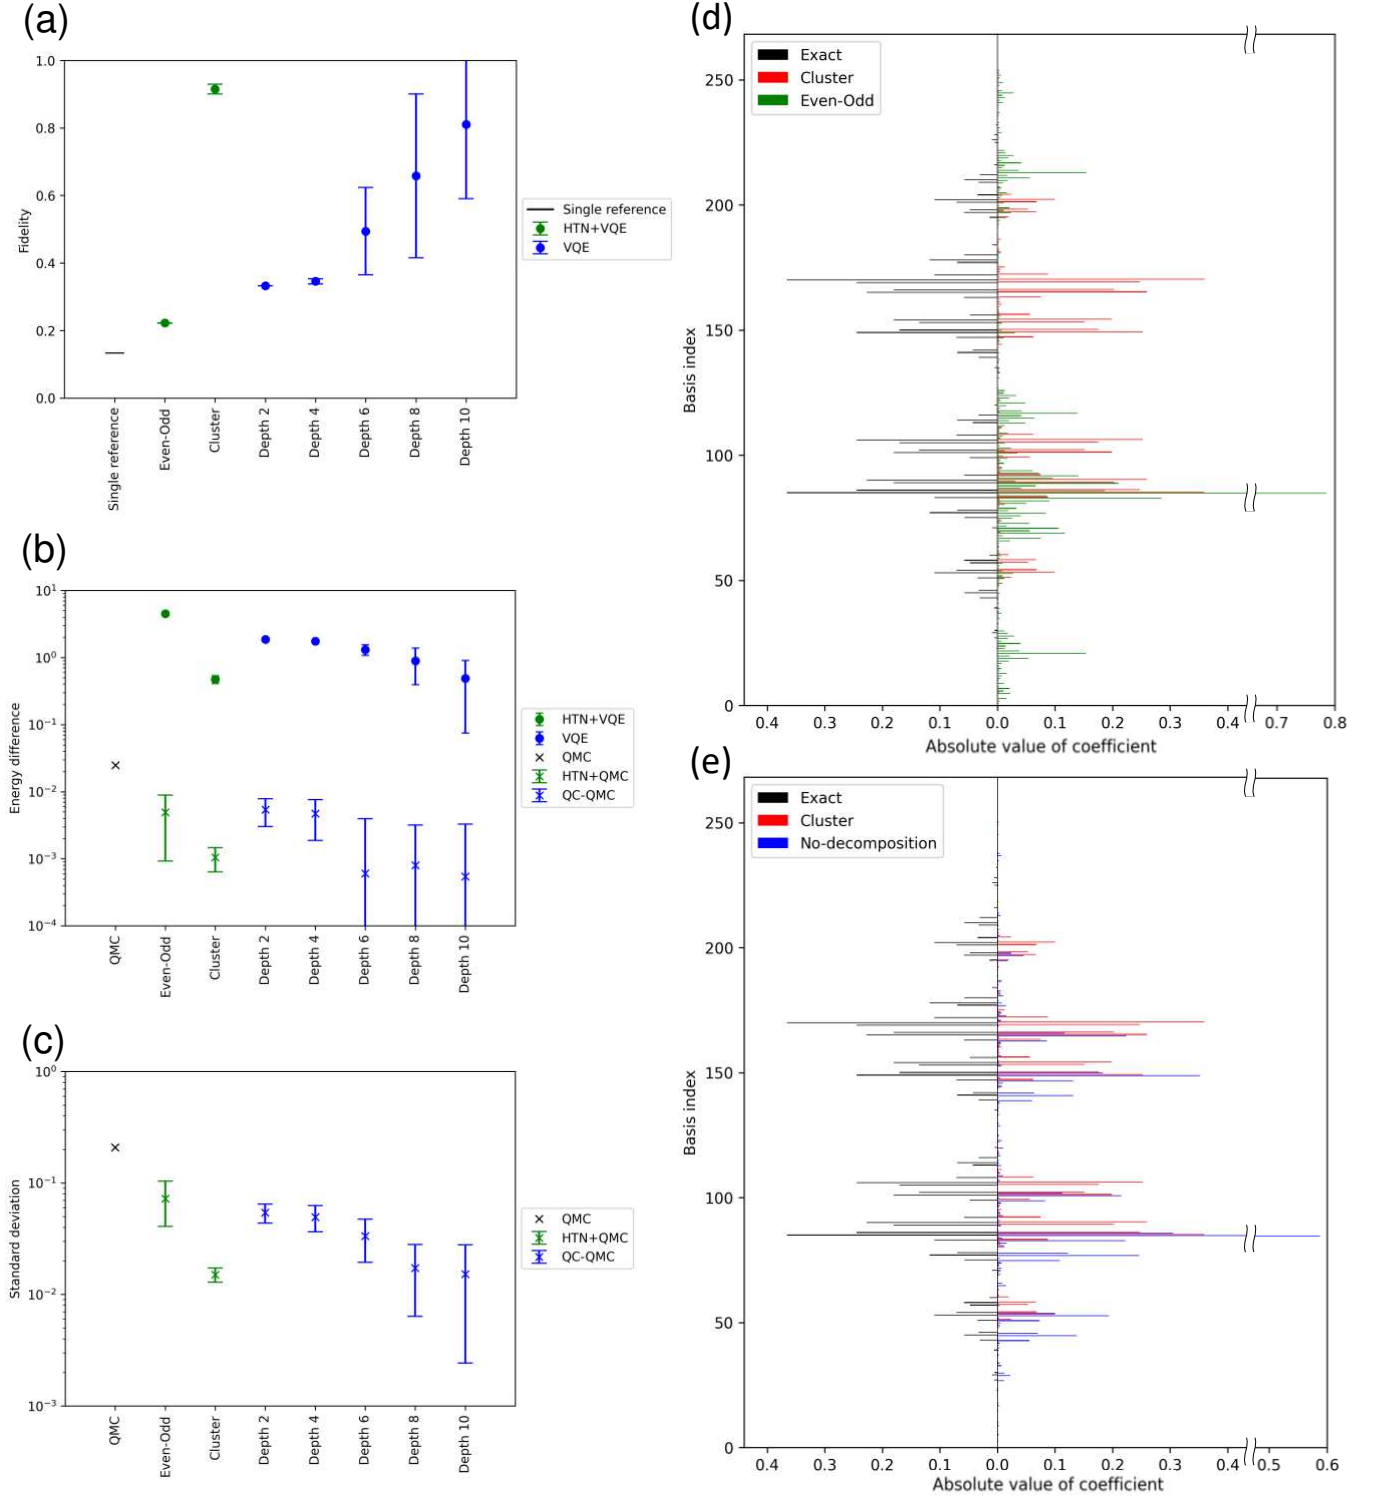 (a)
1.0
0.8
0.6
0.4
0.2
0.0
Fidelity
Single reference
Even-Odd
Cluster
Depth 2
Depth 4
Depth 6
Depth 8
Depth 10
Single reference
HTN+VQE
VQE
(b)
10¹
10⁰
10⁻¹
10⁻²
10⁻³
10⁻⁴
Energy difference
QMC
Even-Odd
Cluster
Depth 2
Depth 4
Depth 6
Depth 8
Depth 10
HTN+VQE
VQE
QMC
HTN+QMC
QC-QMC
(c)
10⁰
10⁻¹
10⁻²
10⁻³
Standard deviation
QMC
Even-Odd
Cluster
Depth 2
Depth 4
Depth 6
Depth 8
Depth 10
QMC
HTN+QMC
QC-QMC
(d)
Exact
Cluster
Even-Odd
250
200
150
100
50
0
Basis index
0.4 0.3 0.2 0.1 0.0 0.1 0.2 0.3 0.4 0.7 0.8
Absolute value of coefficient
(e)
Exact
Cluster
No-decomposition
250
200
150
100
50
0
Basis index
0.4 0.3 0.2 0.1 0.0 0.1 0.2 0.3 0.4 0.5 0.6
Absolute value of coefficient